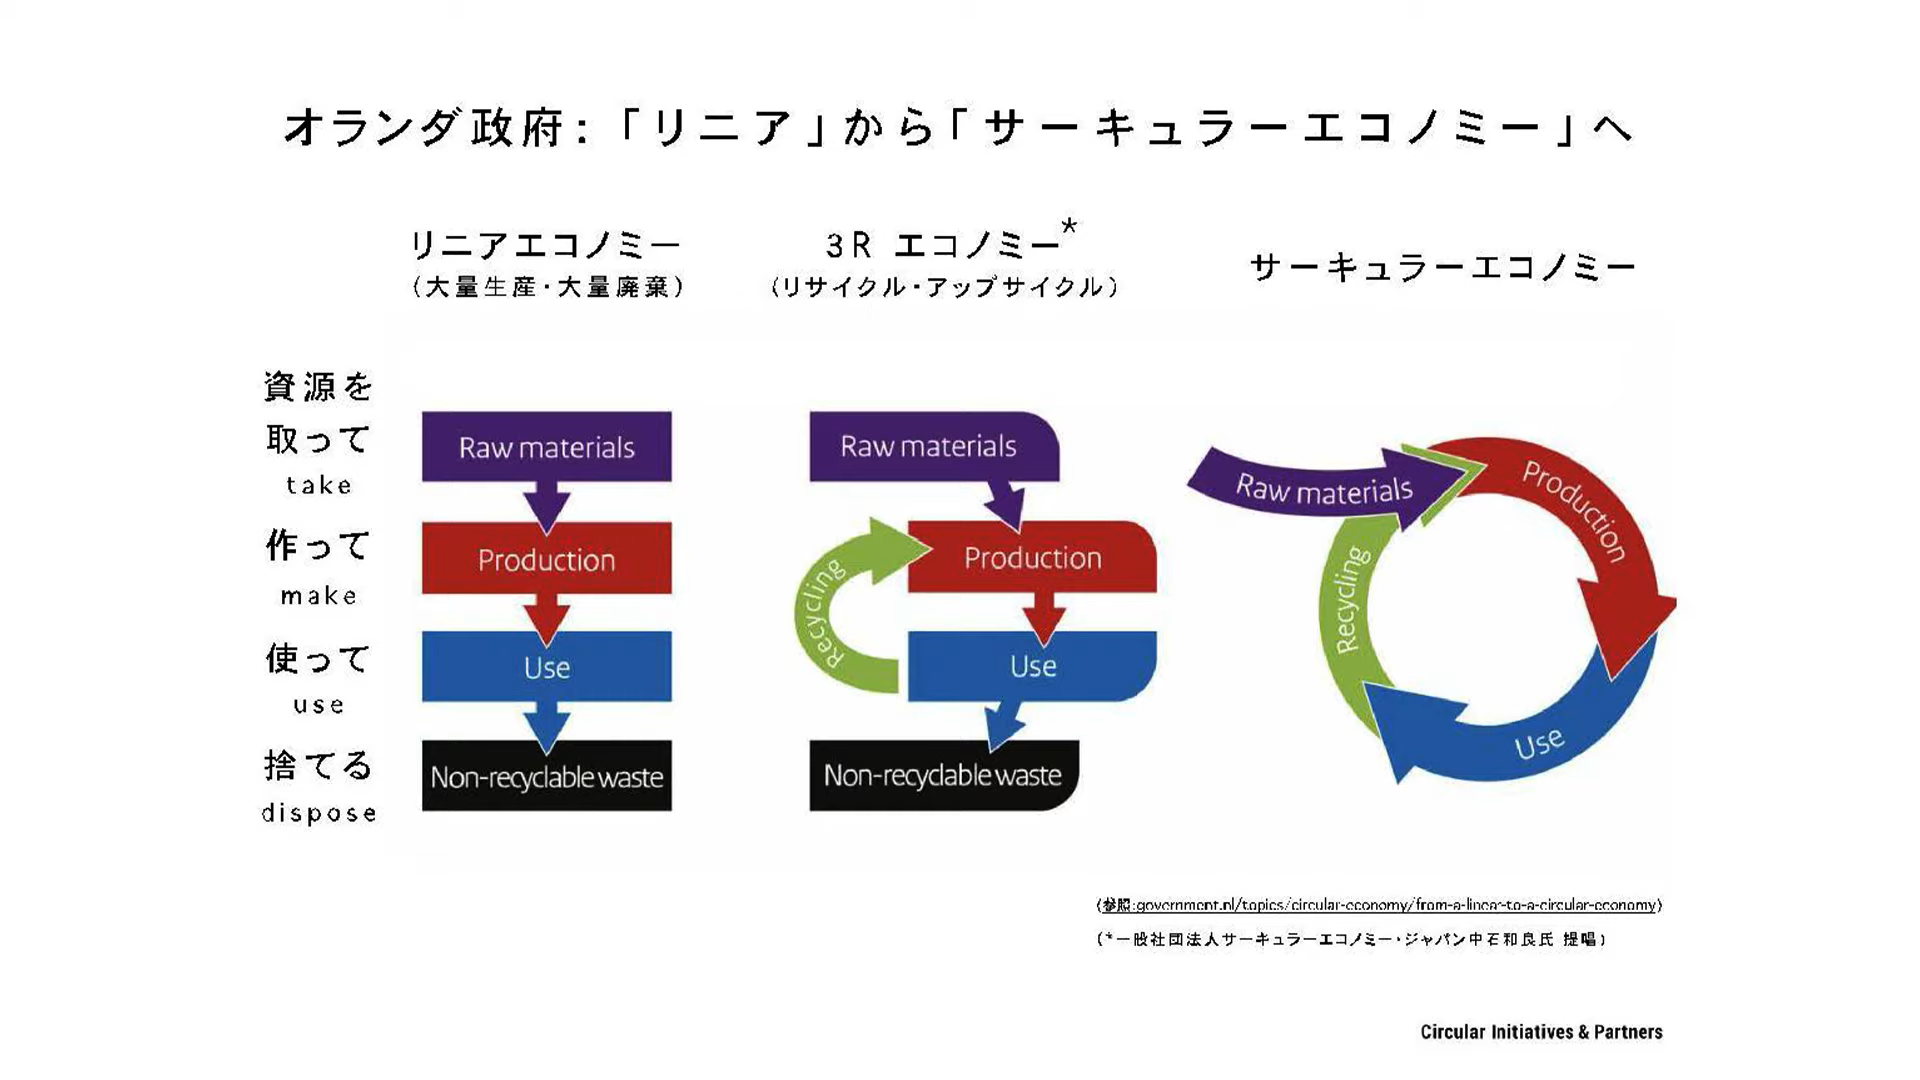 オランダ政府:「リニア」から「サーキュラーエコノミー」へ
リニアエコノミー
(大量生産・大量廃棄)
3R エコノミー*
(リサイクル・アップサイクル)
サーキュラーエコノミー
資源を
取って
take
作って
make
使って
use
捨てる
dispose
Raw materials
Production
Use
Non-recyclable waste
Raw materials
Production
Recycling
Use
Non-recyclable waste
Raw materials
Production
Recycling
Use
(参照:government.nl/topics/circular-economy/from-a-linear-to-a-circular-economy)
(*一般社団法人サーキュラーエコノミー・ジャパン中石和良氏 提唱)
Circular Initiatives & Partners